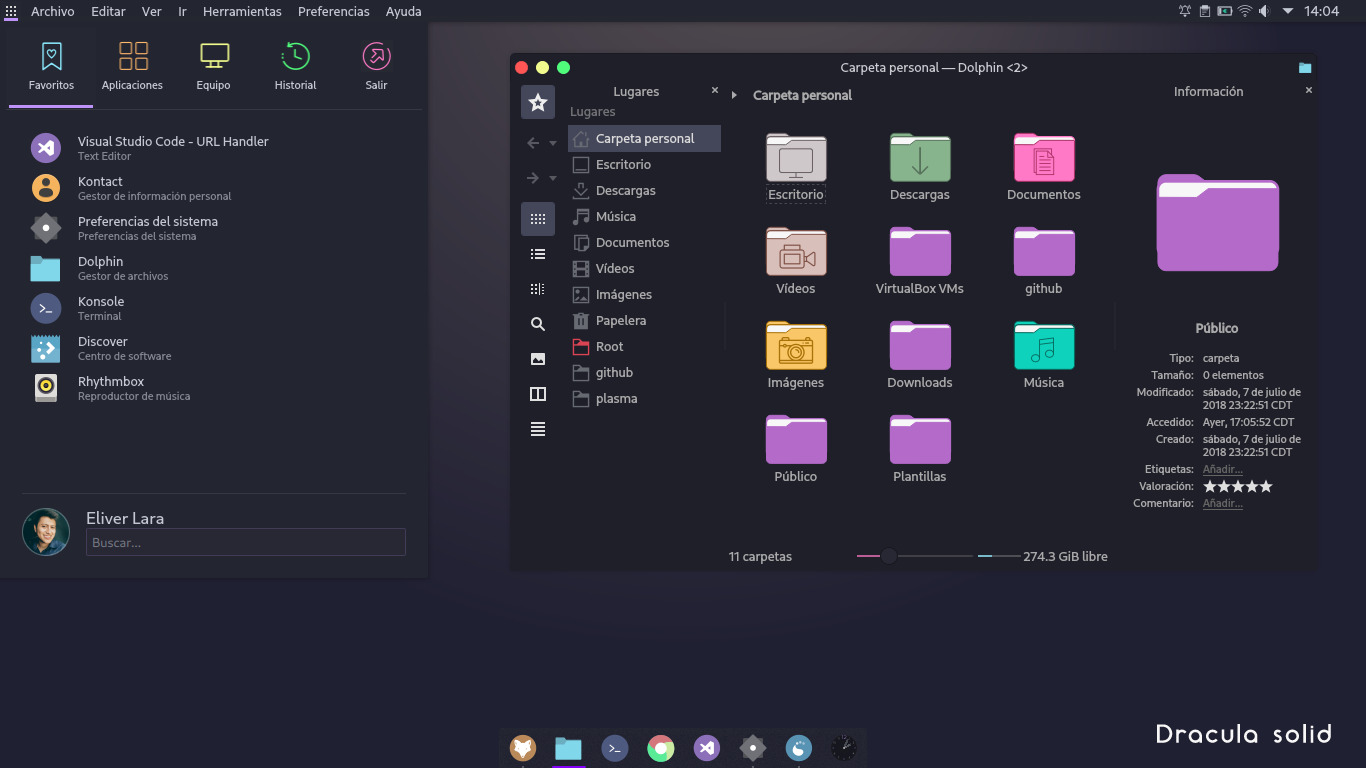 Archivo Editar Ver Ir Herramientas Preferencias Ayuda
14:04
Favoritos Aplicaciones Equipo Historial Salir
Visual Studio Code - URL Handler
Text Editor
Kontact
Gestor de información personal
Preferencias del sistema
Preferencias del sistema
Dolphin
Gestor de archivos
Konsole
Terminal
Discover
Centro de software
Rhythmbox
Reproductor de música
Eliver Lara
Buscar...
Carpeta personal — Dolphin <2>
Lugares
Lugares
Carpeta personal
Escritorio
Descargas
Música
Documentos
Vídeos
Imágenes
Papelera
Root
github
plasma
Carpeta personal
Escritorio Descargas Documentos
Vídeos VirtualBox VMs github
Imágenes Downloads Música
Público Plantillas
11 carpetas
274.3 GiB libre
Información
Público
Tipo: carpeta
Tamaño: 0 elementos
Modificado: sábado, 7 de julio de
2018 23:22:51 CDT
Accedido: Ayer, 17:05:52 CDT
Creado: sábado, 7 de julio de
2018 23:22:51 CDT
Etiquetas: Añadir...
Valoración:
Comentario: Añadir...
Dracula solid